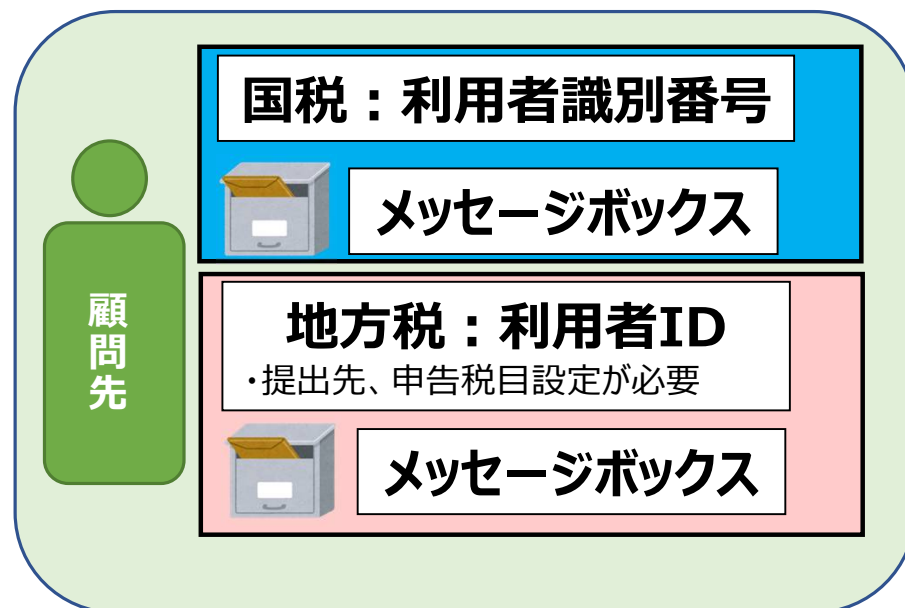 国税：利用者識別番号
メッセージボックス
顧問先
地方税：利用者ID
・提出先、申告税目設定が必要
メッセージボックス